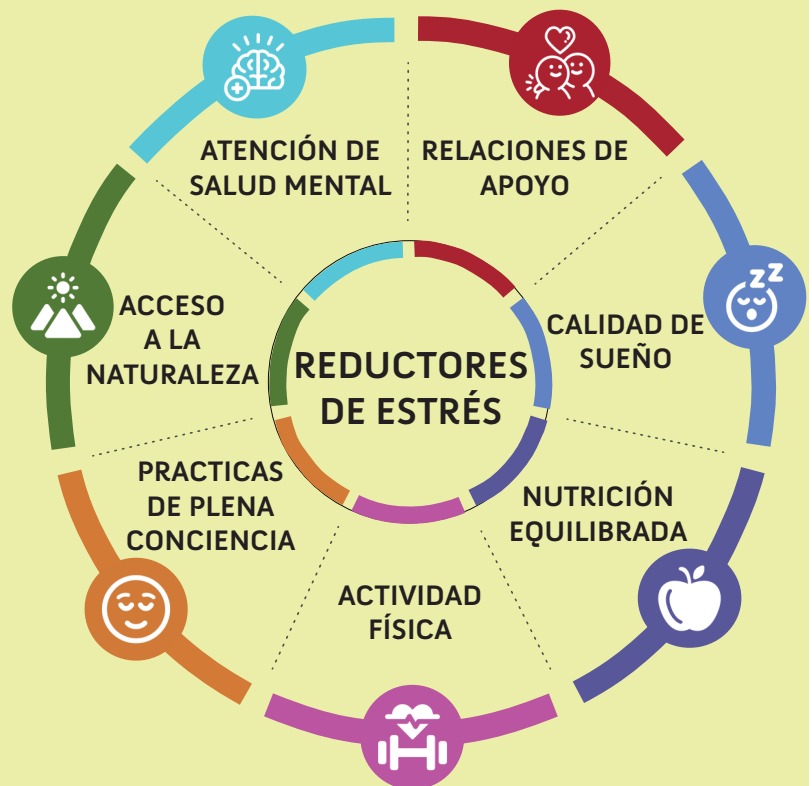 REDUCTORES
DE ESTRÉS
RELACIONES DE
APOYO
CALIDAD DE
SUEÑO
NUTRICIÓN
EQUILIBRADA
ACTIVIDAD
FÍSICA
PRACTICAS
DE PLENA
CONCIENCIA
ACCESO
A LA
NATURALEZA
ATENCIÓN DE
SALUD MENTAL
zz